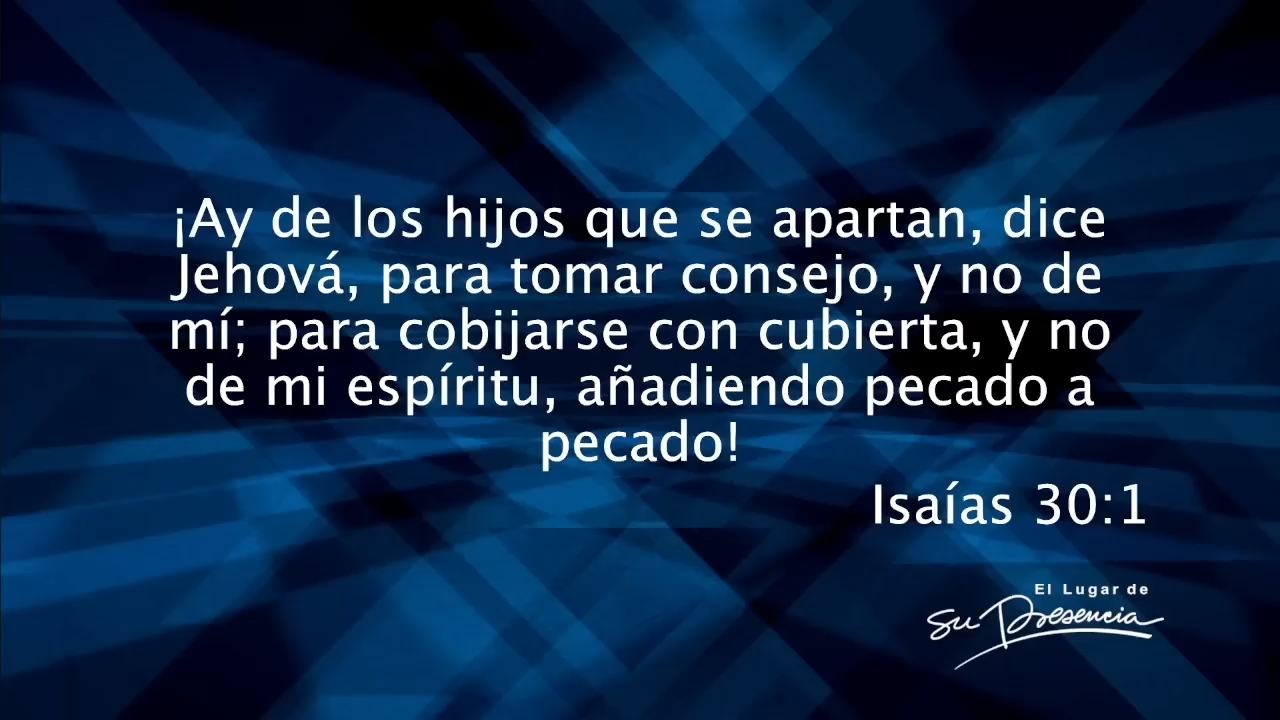 ¡Ay de los hijos que se apartan, dice
Jehová, para tomar consejo, y no de
mí; para cobijarse con cubierta, y no
de mi espíritu, añadiendo pecado a
pecado!
Isaías 30:1
El Lugar de
Su Presencia